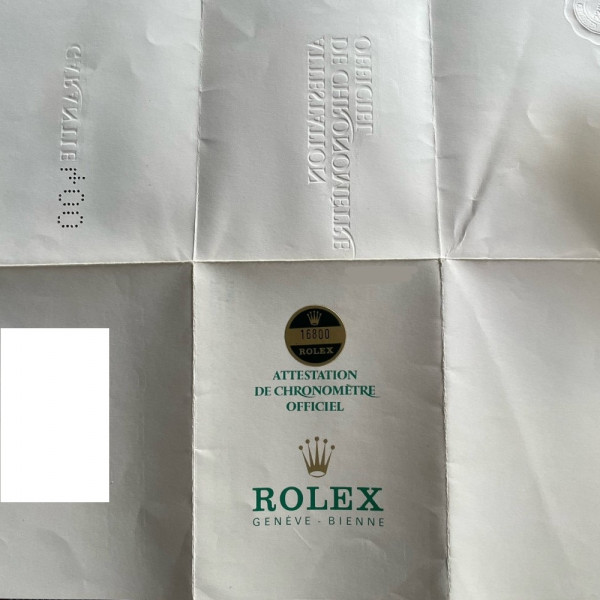 GARANTIE
ATTESTATION
DE CHRONOMÈTRE
OFFICIEL
16800
ROLEX
ATTESTATION
DE CHRONOMÈTRE
OFFICIEL
ROLEX
GENÈVE - BIENNE